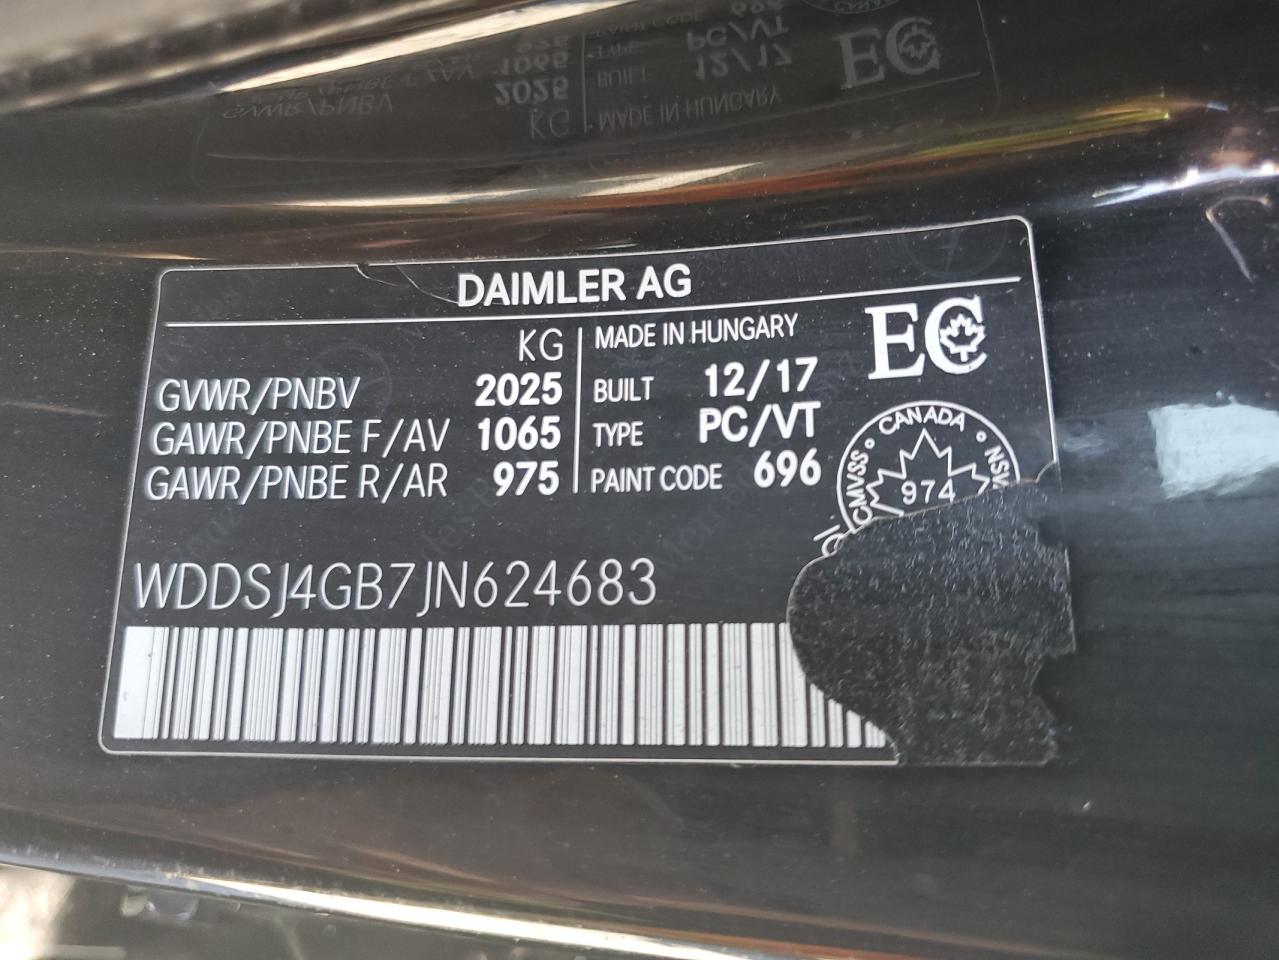 DAIMLER AG
KG
GVWR/PNBV 2025
GAWR/PNBE F/AV 1065
GAWR/PNBE R/AR 975
MADE IN HUNGARY
BUILT 12/17
TYPE PC/VT
PAINT CODE 696
EC
CMVSS CANADA NSV
974
WDDSJ4GB7JN624683